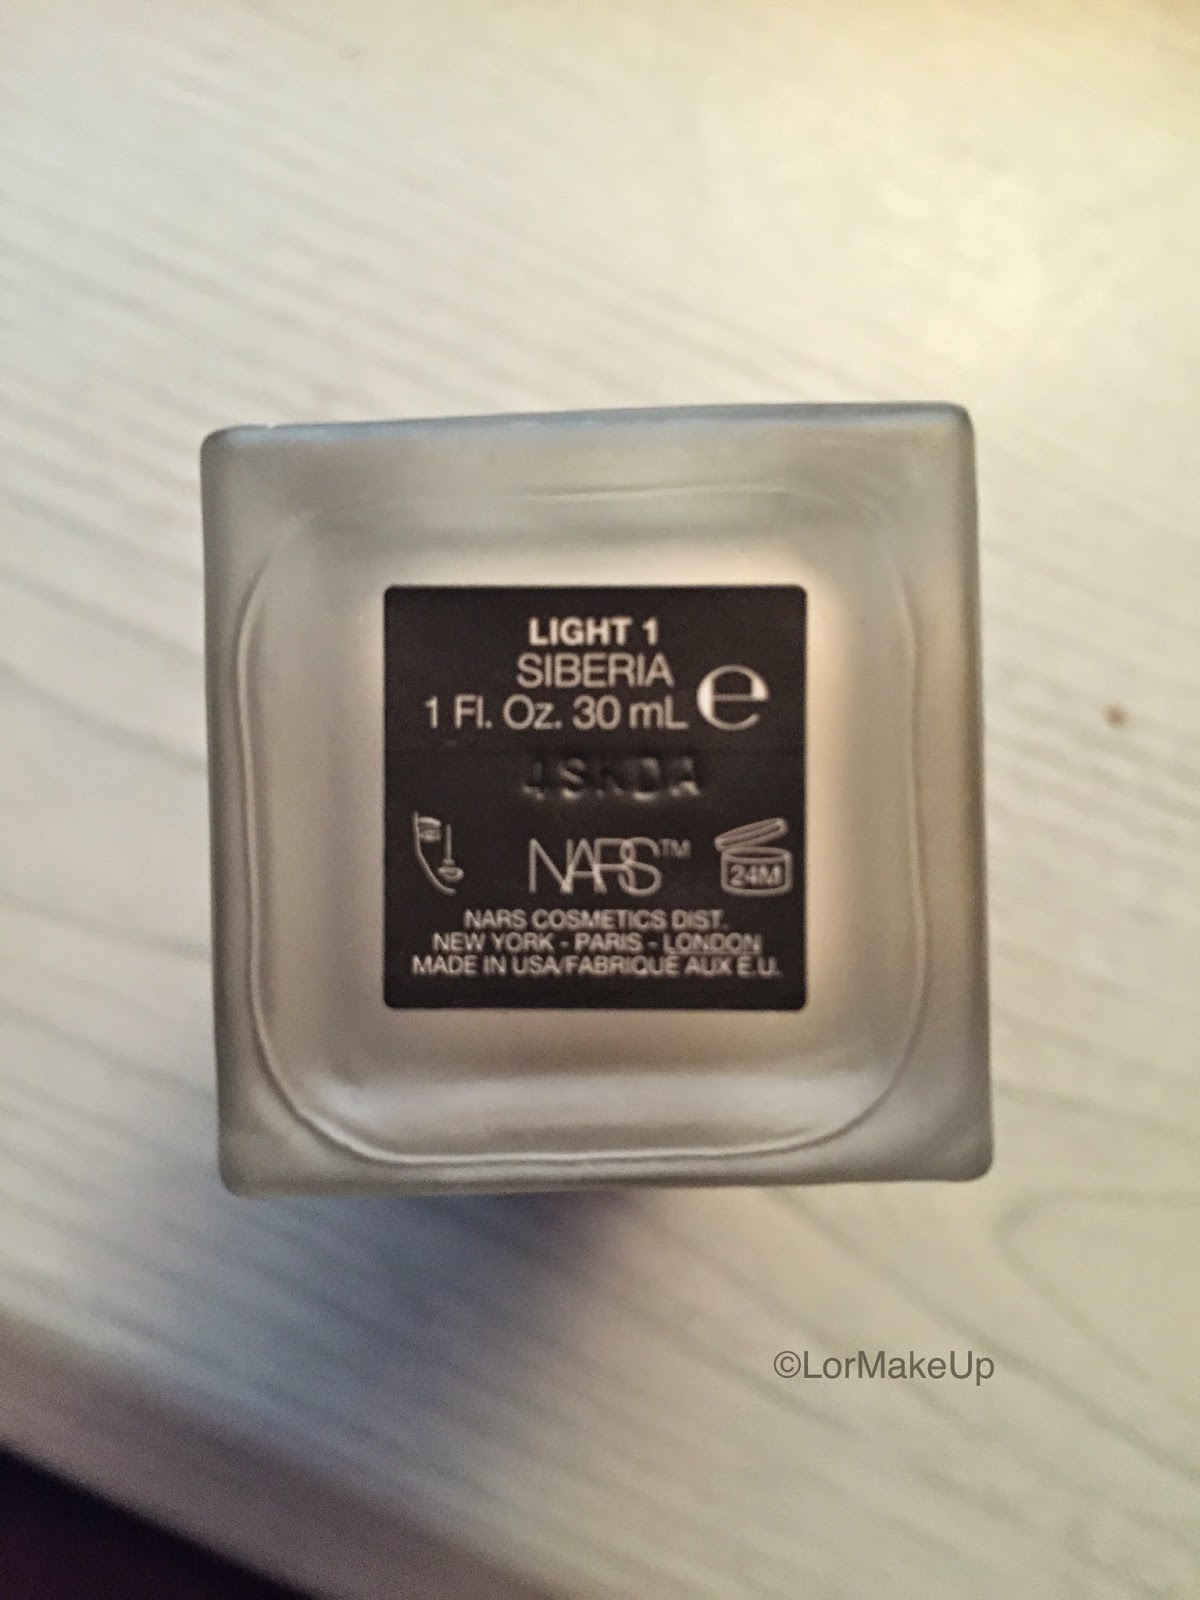 LIGHT 1
SIBERIA
1 Fl. Oz. 30 mL ℮
NARS™
24M
NARS COSMETICS DIST.
NEW YORK - PARIS - LONDON
MADE IN USA/FABRIQUÉ AUX E.U.
©LorMakeUp